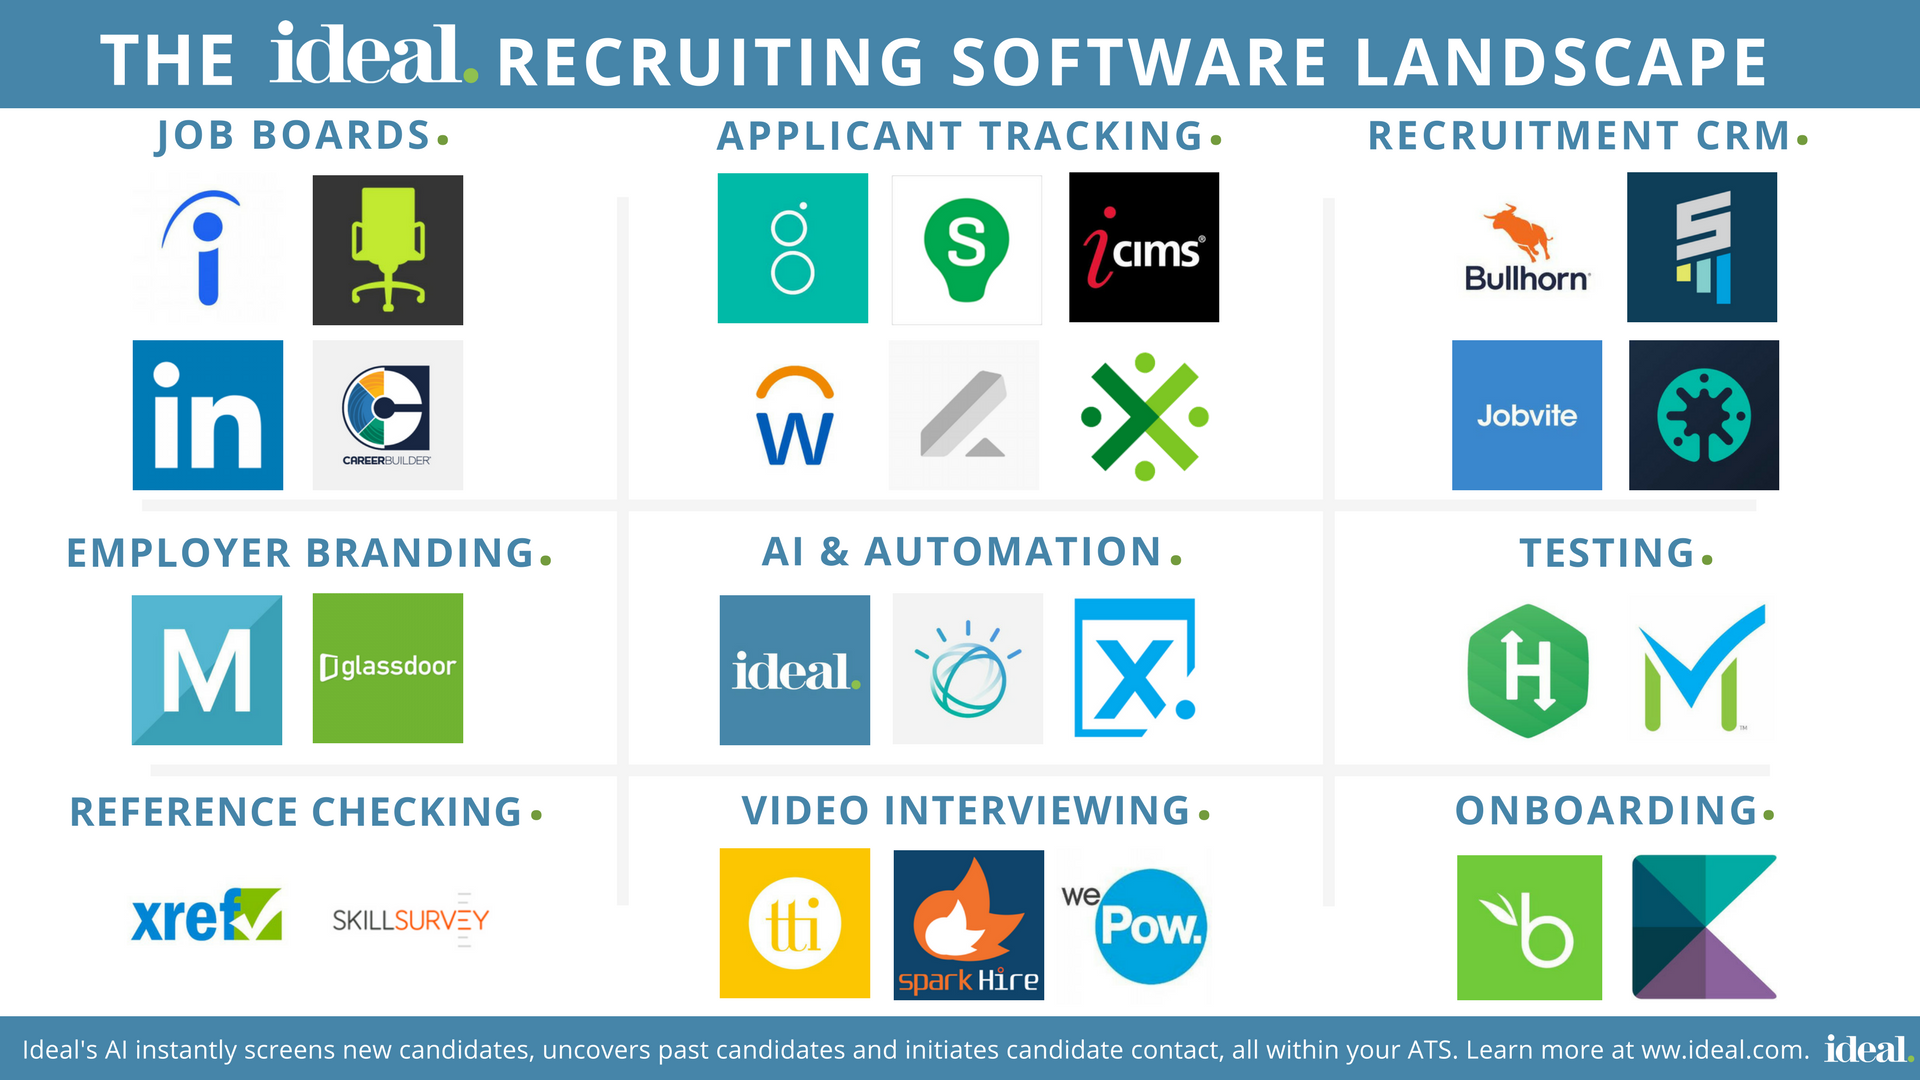 THE ideal. RECRUITING SOFTWARE LANDSCAPE
JOB BOARDS.
in
CAREERBUILDER
APPLICANT TRACKING.
S
icims®
W
RECRUITMENT CRM.
Bullhorn
S
Jobvite
EMPLOYER BRANDING.
M
glassdoor
AI & AUTOMATION.
ideal.
X.
TESTING.
H
M™
REFERENCE CHECKING.
xref
SKILLSURVEY
VIDEO INTERVIEWING.
tti
spark Hire
we
Pow.
ONBOARDING.
b
Ideal's AI instantly screens new candidates, uncovers past candidates and initiates candidate contact, all within your ATS. Learn more at ww.ideal.com. ideal.